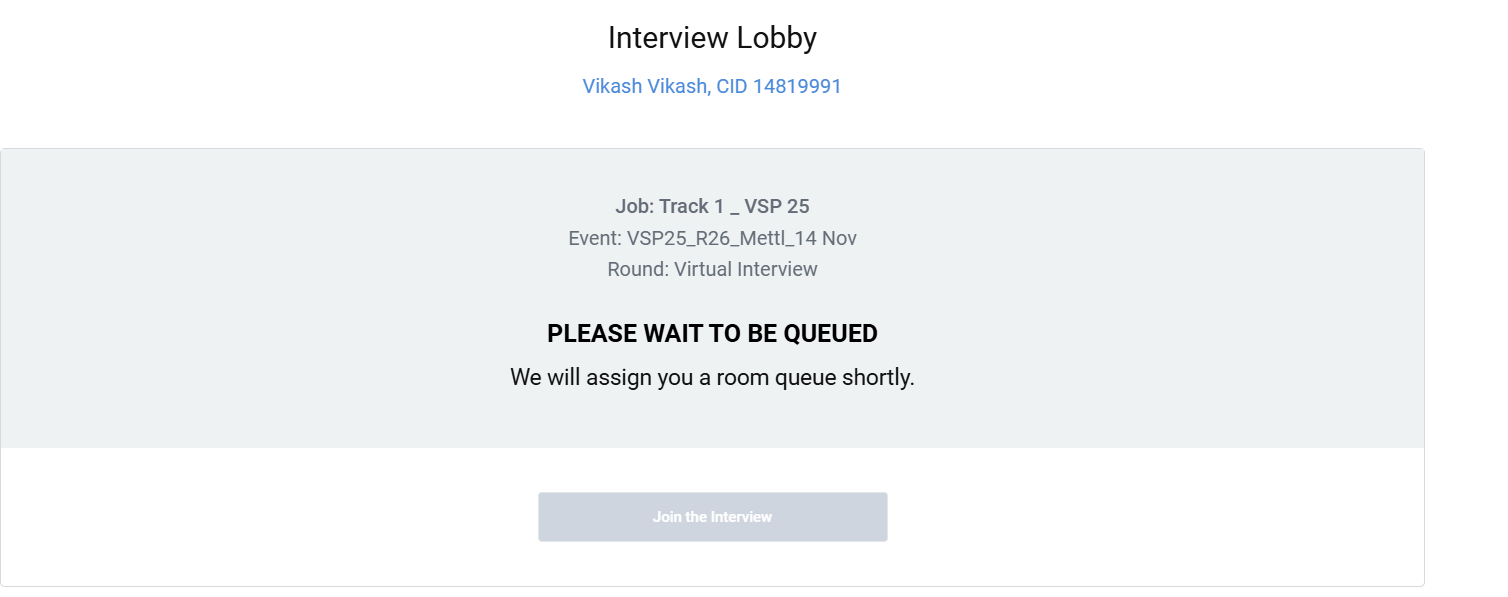 Interview Lobby
Vikash Vikash, CID 14819991
Job: Track 1 _ VSP 25
Event: VSP25_R26_Mettl_14 Nov
Round: Virtual Interview
PLEASE WAIT TO BE QUEUED
We will assign you a room queue shortly.
Join the Interview